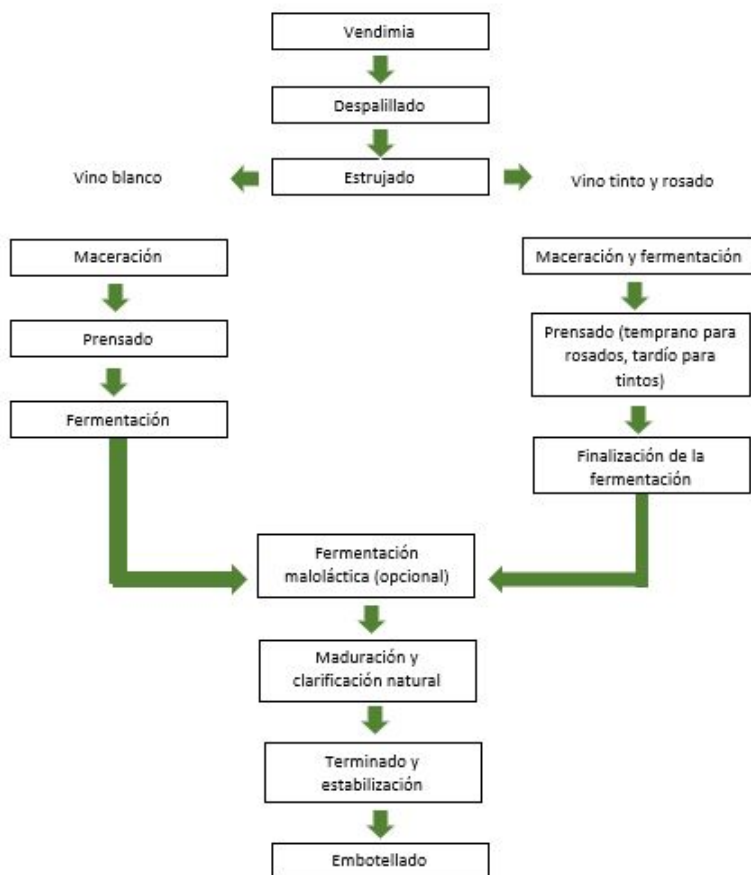 Vendimia
Despalillado
Estrujado
Vino blanco
Vino tinto y rosado
Maceración
Prensado
Fermentación
Maceración y fermentación
Prensado (temprano para
rosados, tardío para
tintos)
Finalización de la
fermentación
Fermentación
maloláctica (opcional)
Maduración y
clarificación natural
Terminado y
estabilización
Embotellado